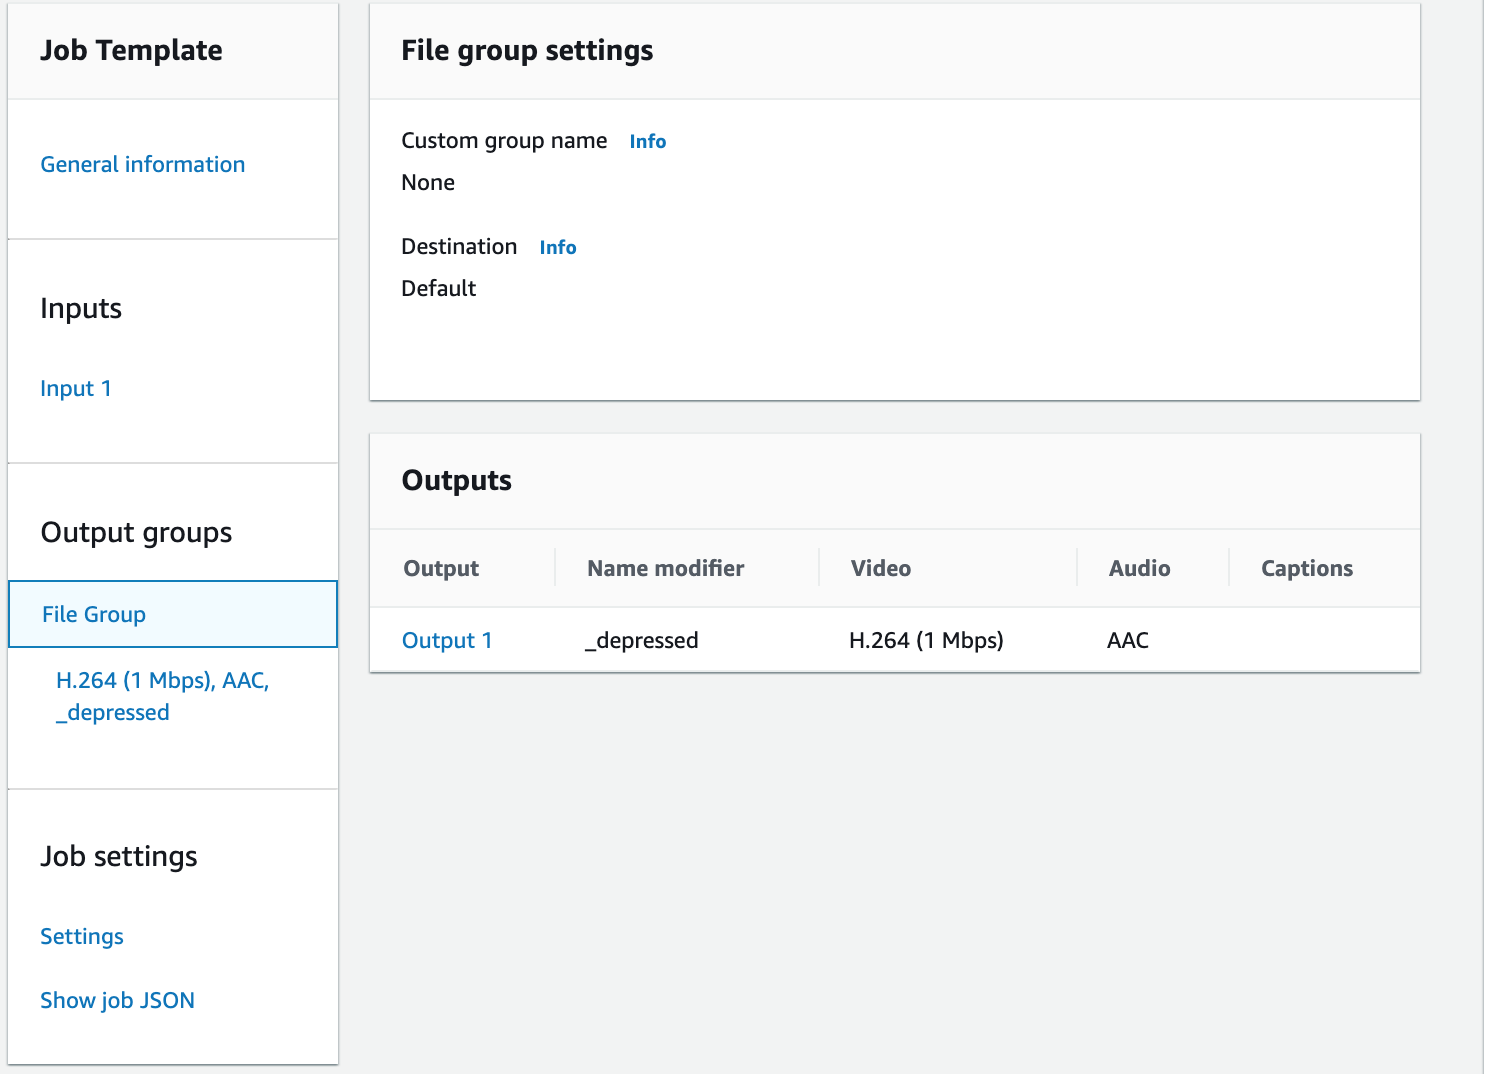 Job Template
General information
Inputs
Input 1
Output groups
File Group
H.264 (1 Mbps), AAC,
_depressed
Job settings
Settings
Show job JSON
File group settings
Custom group name Info
None
Destination Info
Default
Outputs
Output Name modifier Video Audio Captions
Output 1 _depressed H.264 (1 Mbps) AAC